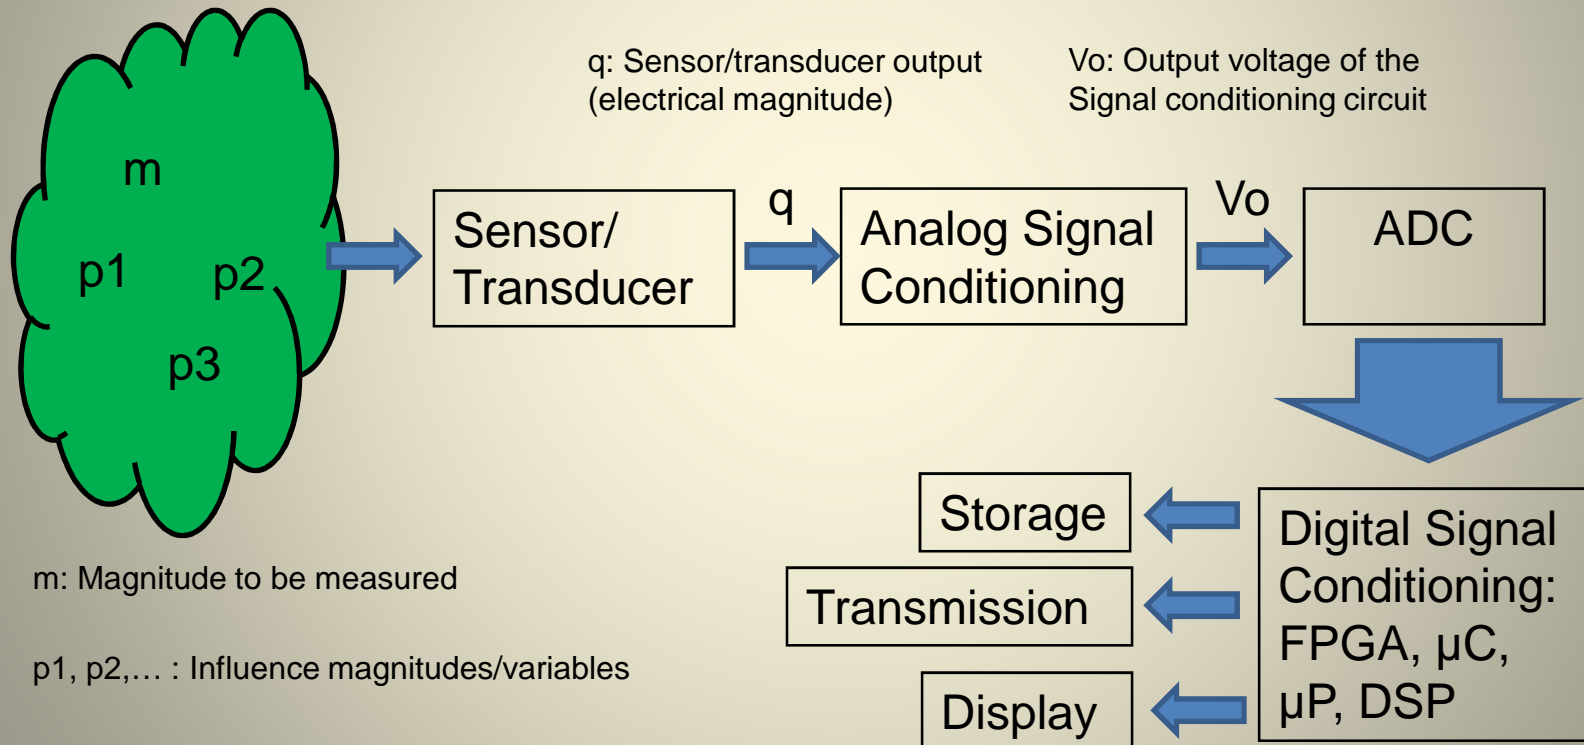 q: Sensor/transducer output
(electrical magnitude)
Vo: Output voltage of the
Signal conditioning circuit
m
p1
p2
p3
Sensor/
Transducer
q
Analog Signal
Conditioning
Vo
ADC
Storage
Transmission
Display
Digital Signal
Conditioning:
FPGA, µC,
µP, DSP
m: Magnitude to be measured
p1, p2,… : Influence magnitudes/variables